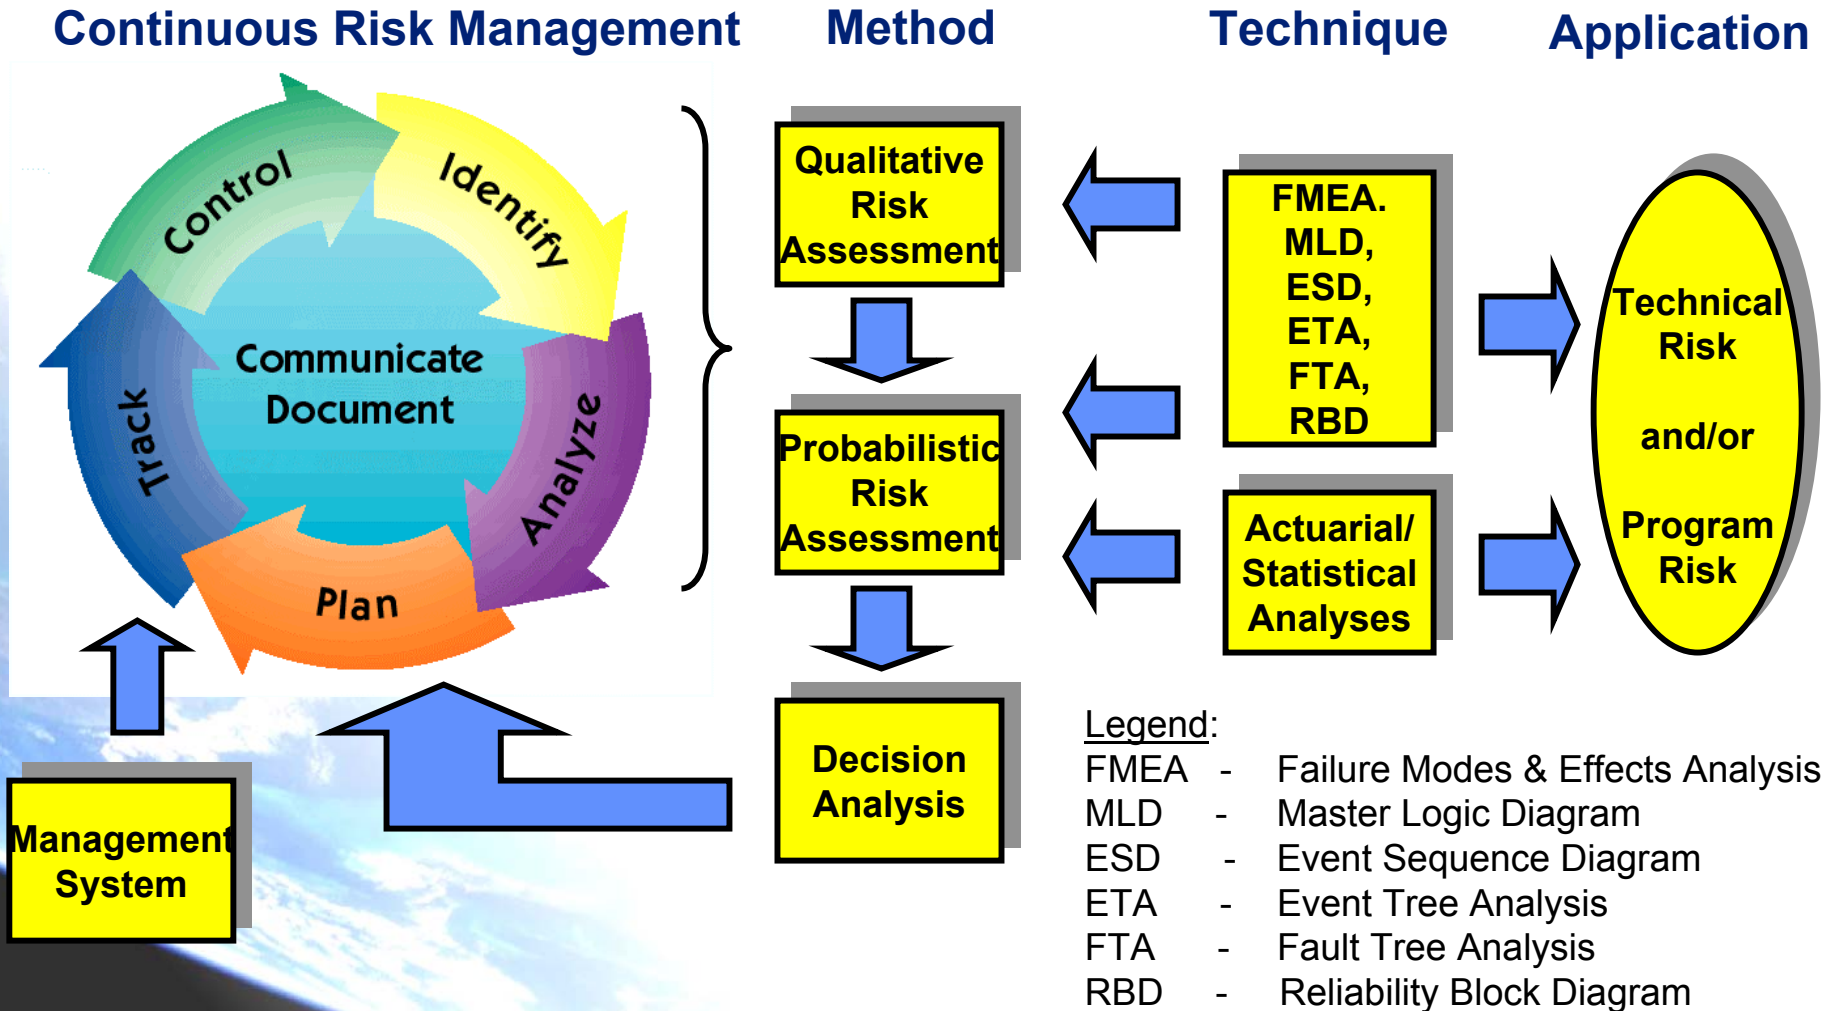 Continuous Risk Management
Method
Technique
Application
Control
Identify
Analyze
Plan
Track
Communicate
Document
Qualitative
Risk
Assessment
Probabilistic
Risk
Assessment
Decision
Analysis
Management
System
FMEA.
MLD,
ESD,
ETA,
FTA,
RBD
Actuarial/
Statistical
Analyses
Technical
Risk
and/or
Program
Risk
Legend:
FMEA - Failure Modes & Effects Analysis
MLD - Master Logic Diagram
ESD - Event Sequence Diagram
ETA - Event Tree Analysis
FTA - Fault Tree Analysis
RBD - Reliability Block Diagram